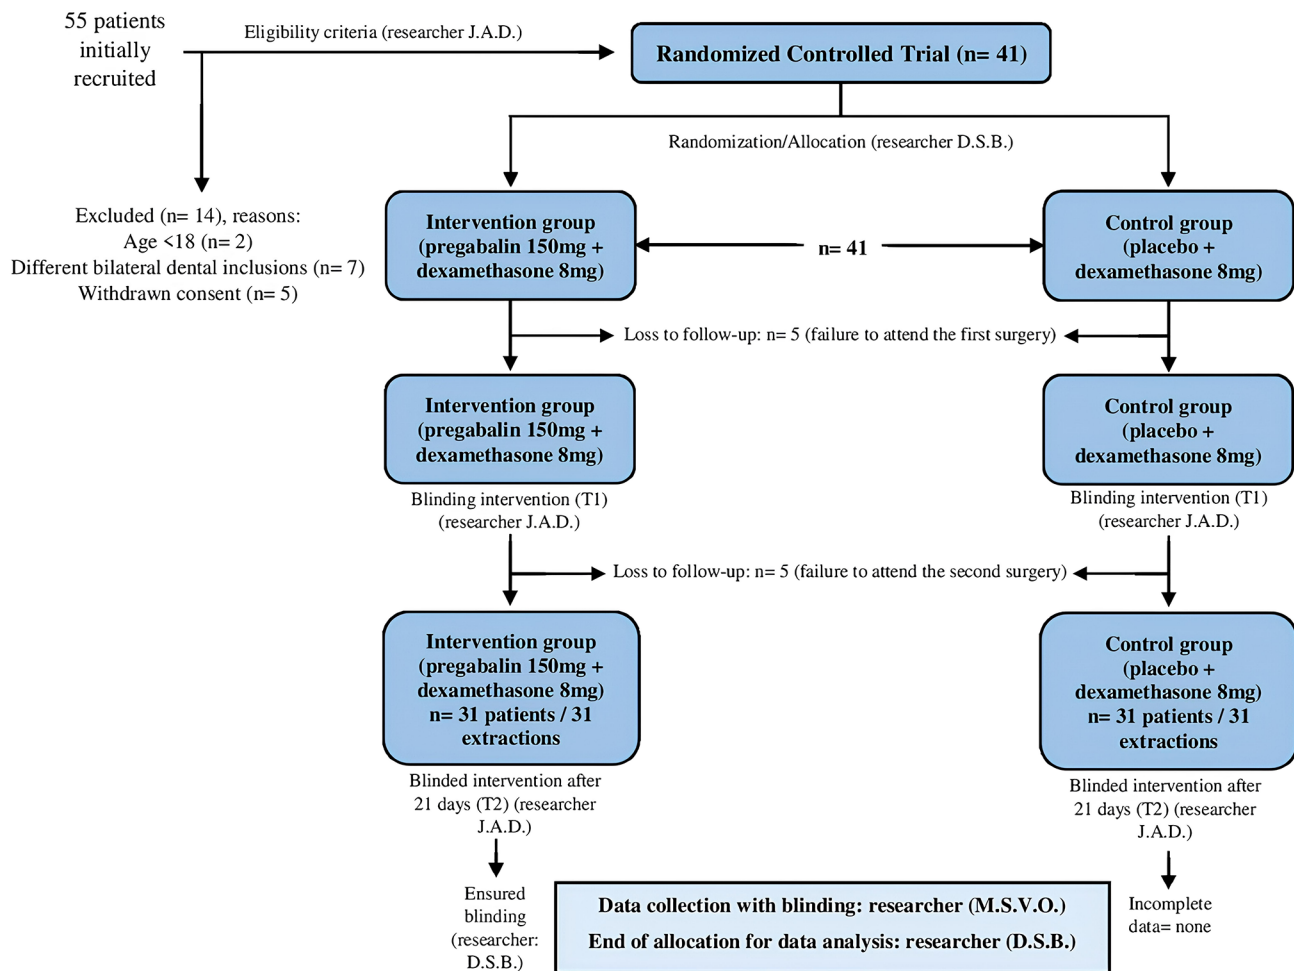 55 patients
initially
recruited
Eligibility criteria (researcher J.A.D.)
Randomized Controlled Trial (n= 41)
Randomization/Allocation (researcher D.S.B.)
Excluded (n= 14), reasons:
Age <18 (n= 2)
Different bilateral dental inclusions (n= 7)
Withdrawn consent (n= 5)
Intervention group
(pregabalin 150mg +
dexamethasone 8mg)
n= 41
Control group
(placebo +
dexamethasone 8mg)
Loss to follow-up: n= 5 (failure to attend the first surgery)
Intervention group
(pregabalin 150mg +
dexamethasone 8mg)
Control group
(placebo +
dexamethasone 8mg)
Blinding intervention (T1)
(researcher J.A.D.)
Blinding intervention (T1)
(researcher J.A.D.)
Loss to follow-up: n= 5 (failure to attend the second surgery)
Intervention group
(pregabalin 150mg +
dexamethasone 8mg)
n= 31 patients / 31
extractions
Control group
(placebo +
dexamethasone 8mg)
n= 31 patients / 31
extractions
Blinded intervention after
21 days (T2) (researcher
J.A.D.)
Blinded intervention after
21 days (T2) (researcher
J.A.D.)
Ensured
blinding
(researcher:
D.S.B.)
Data collection with blinding: researcher (M.S.V.O.)
End of allocation for data analysis: researcher (D.S.B.)
Incomplete
data= none